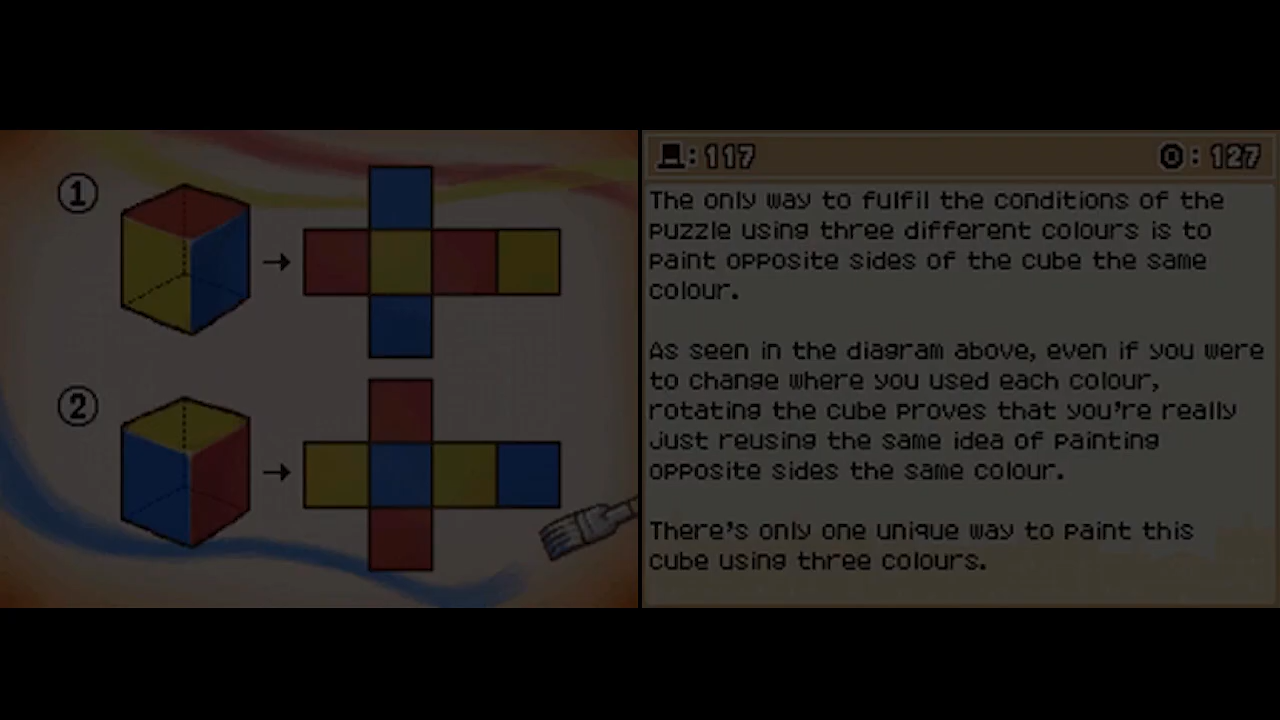 1
2
: 117
: 127
The only way to fulfil the conditions of the
puzzle using three different colours is to
paint opposite sides of the cube the same
colour.
As seen in the diagram above, even if you were
to change where you used each colour,
rotating the cube proves that you're really
just reusing the same idea of painting
opposite sides the same colour.
There's only one unique way to paint this
cube using three colours.